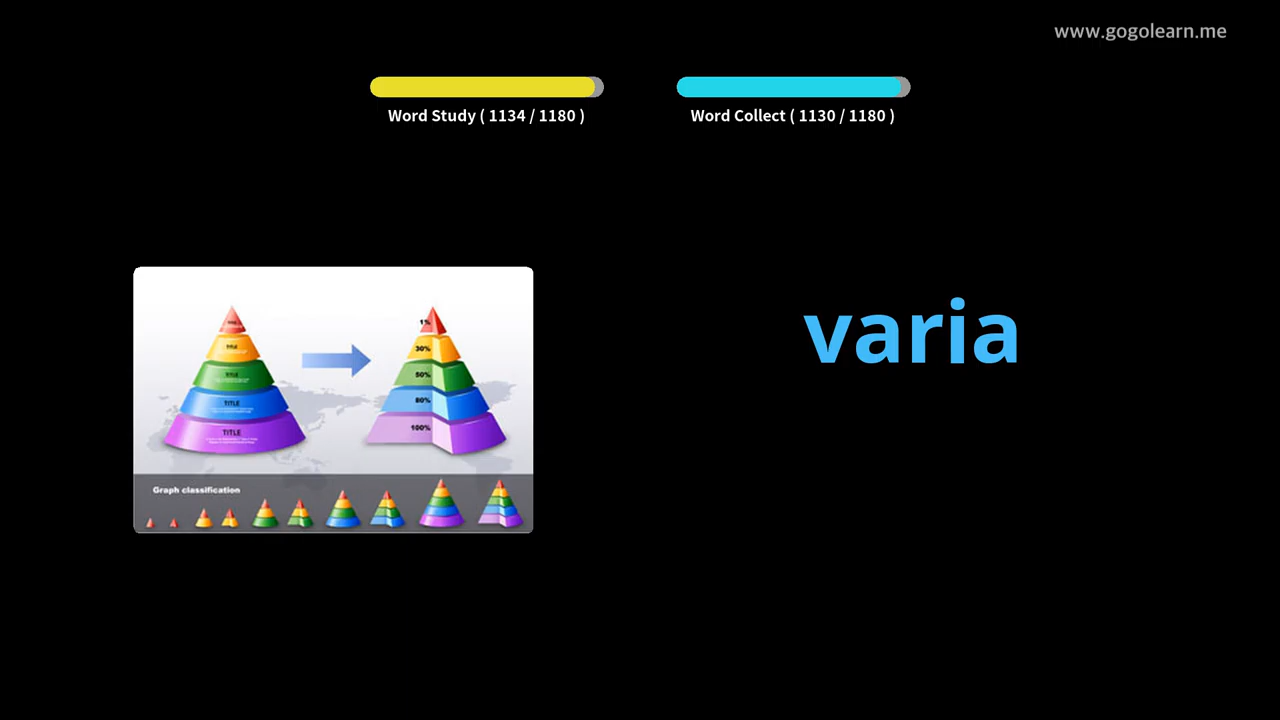 www.gogolearn.me
Word Study ( 1134 / 1180 )
Word Collect ( 1130 / 1180 )
varia
TITLE
TITLE
TITLE
TITLE
1%
30%
50%
80%
100%
Graph classification